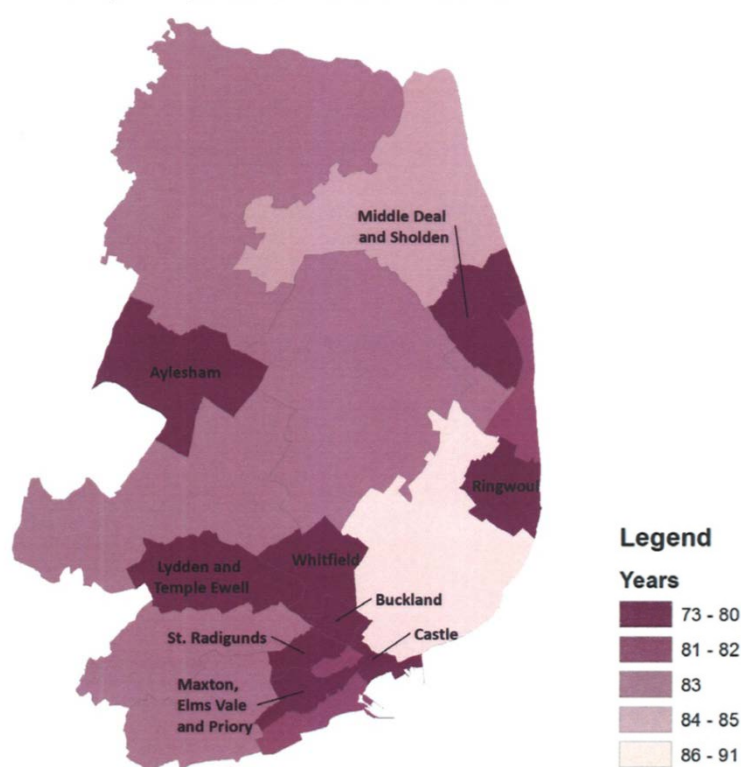 Middle Deal
and Sholden
Aylesham
Ringwoul
Whitfield
Lydden and
Temple Ewell
Buckland
St. Radigunds
Castle
Maxton,
Elms Vale
and Priory
Legend
Years
73 - 80
81 - 82
83
84 - 85
86 - 91